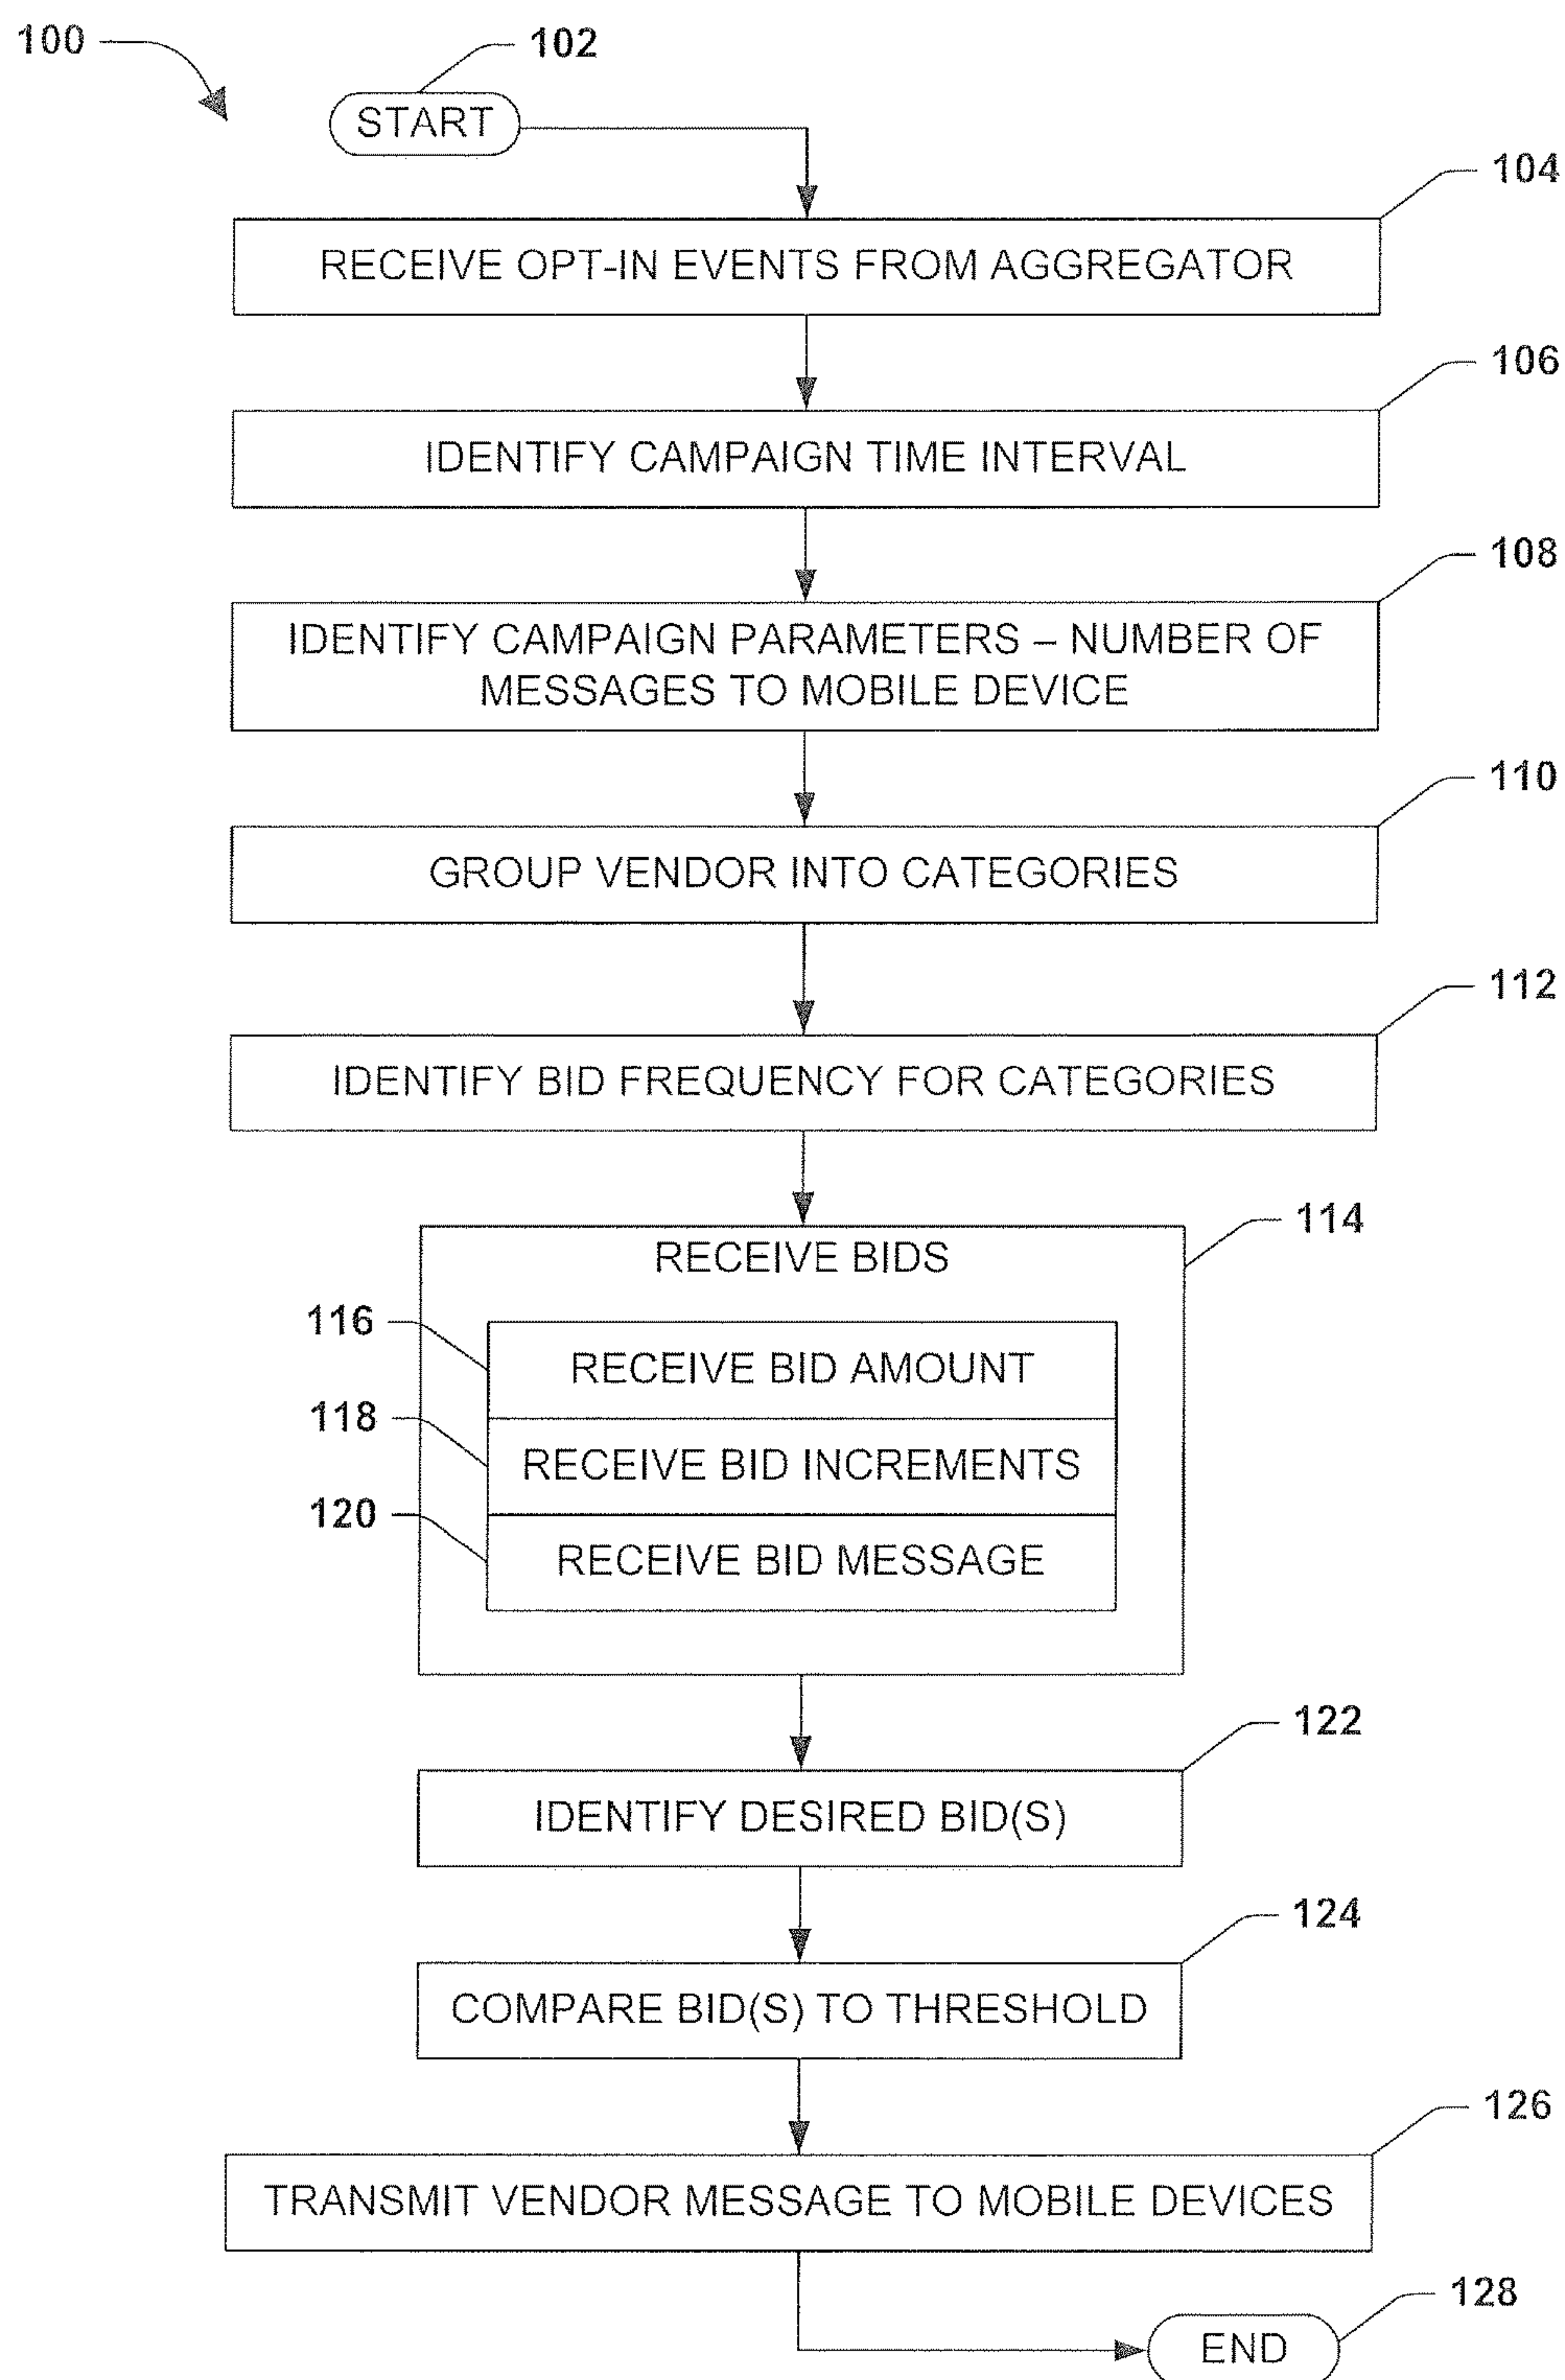 100
102
START
104
RECEIVE OPT-IN EVENTS FROM AGGREGATOR
106
IDENTIFY CAMPAIGN TIME INTERVAL
108
IDENTIFY CAMPAIGN PARAMETERS – NUMBER OF
MESSAGES TO MOBILE DEVICE
110
GROUP VENDOR INTO CATEGORIES
112
IDENTIFY BID FREQUENCY FOR CATEGORIES
114
RECEIVE BIDS
116
RECEIVE BID AMOUNT
118
RECEIVE BID INCREMENTS
120
RECEIVE BID MESSAGE
122
IDENTIFY DESIRED BID(S)
124
COMPARE BID(S) TO THRESHOLD
126
TRANSMIT VENDOR MESSAGE TO MOBILE DEVICES
128
END